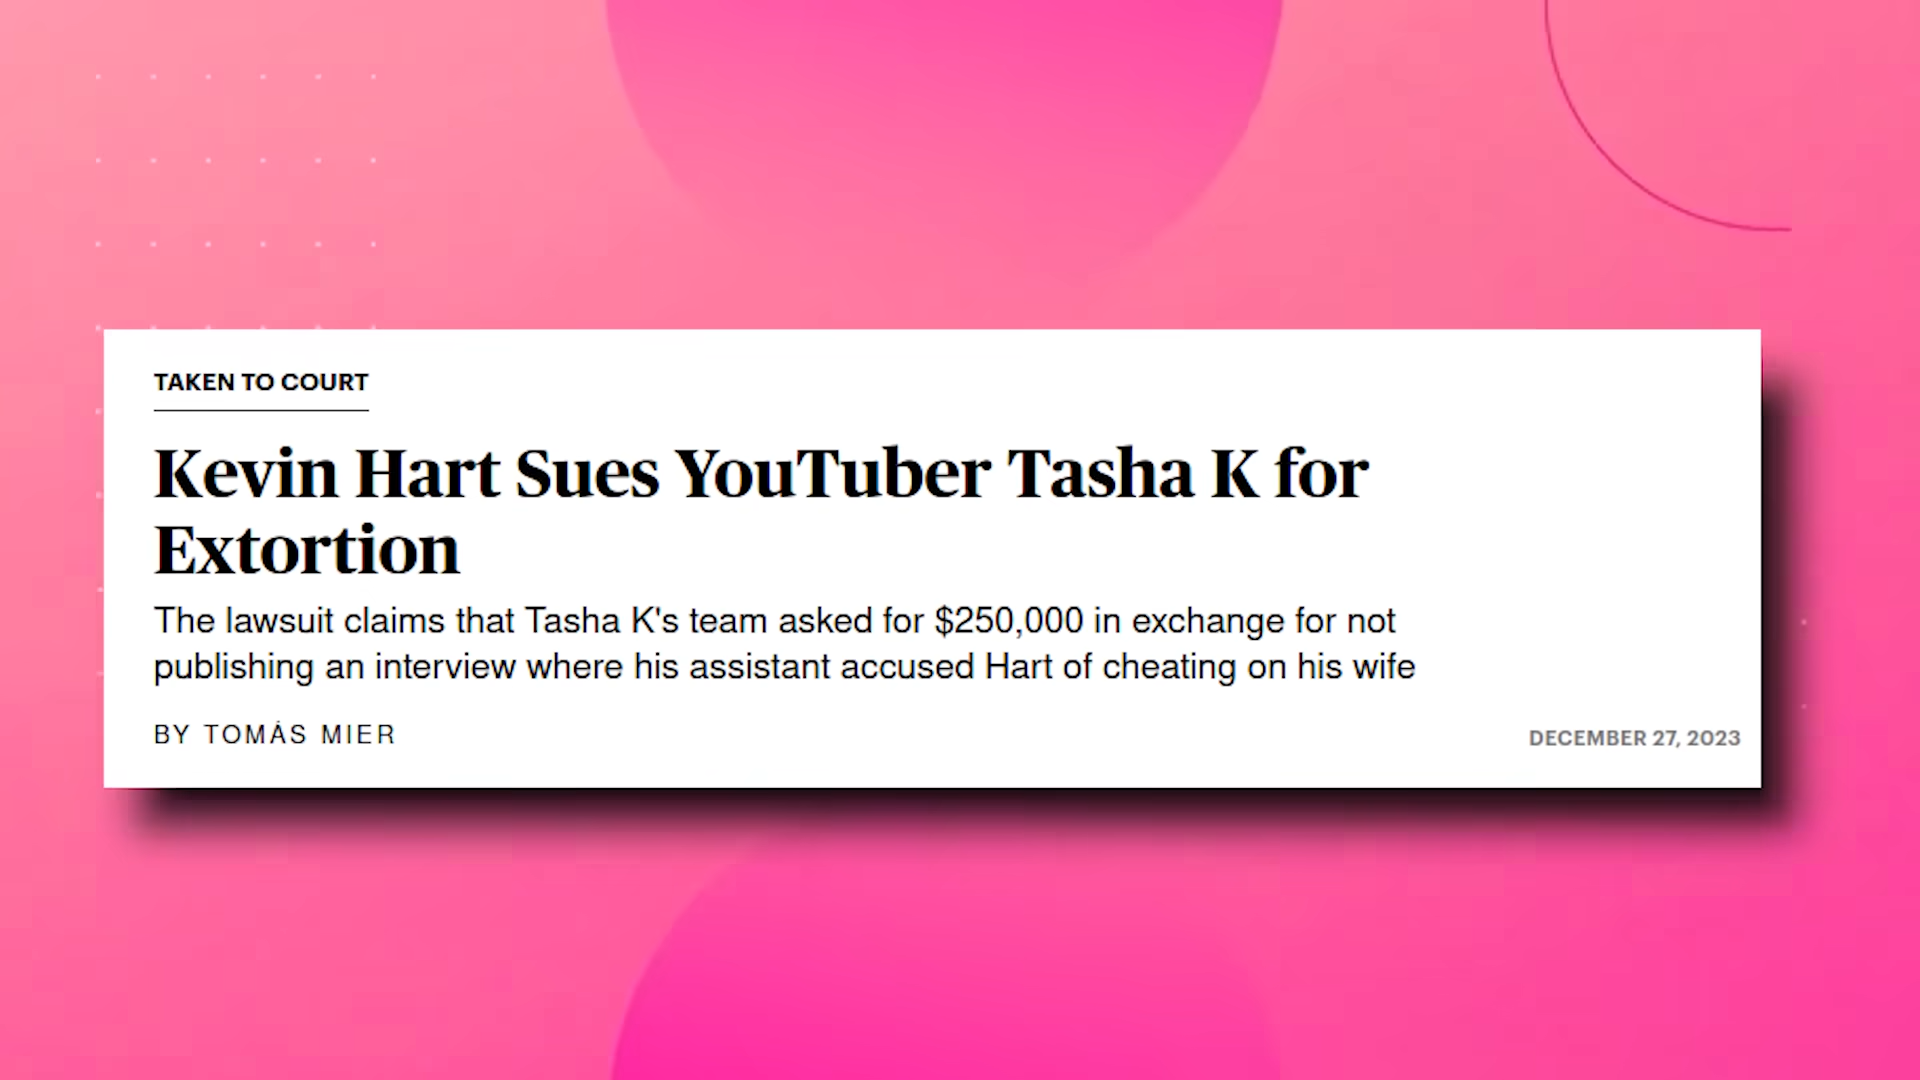 TAKEN TO COURT
Kevin Hart Sues YouTuber Tasha K for
Extortion
The lawsuit claims that Tasha K's team asked for $250,000 in exchange for not
publishing an interview where his assistant accused Hart of cheating on his wife
BY TOMÁS MIER
DECEMBER 27, 2023